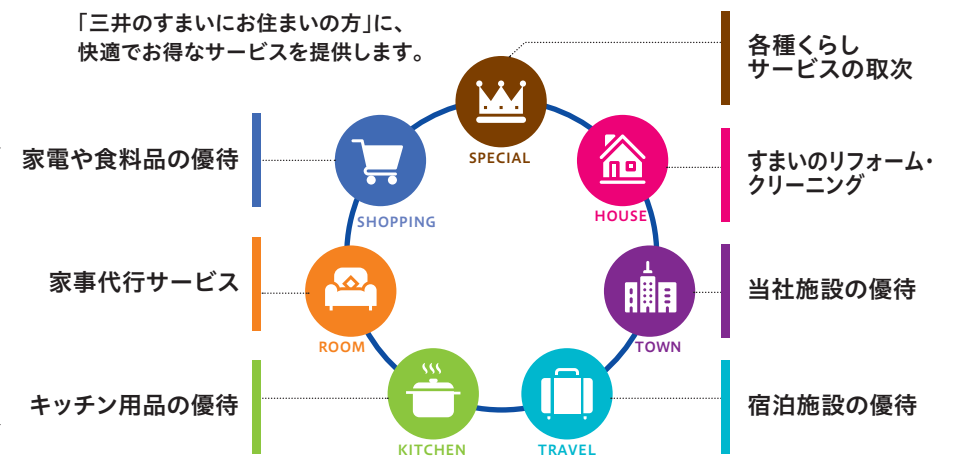 「三井のすまいにお住まいの方」に、
快適でお得なサービスを提供します。
各種くらし
サービスの取次
SPECIAL
家電や食料品の優待
SHOPPING
すまいのリフォーム・
クリーニング
HOUSE
家事代行サービス
ROOM
当社施設の優待
TOWN
キッチン用品の優待
KITCHEN
宿泊施設の優待
TRAVEL